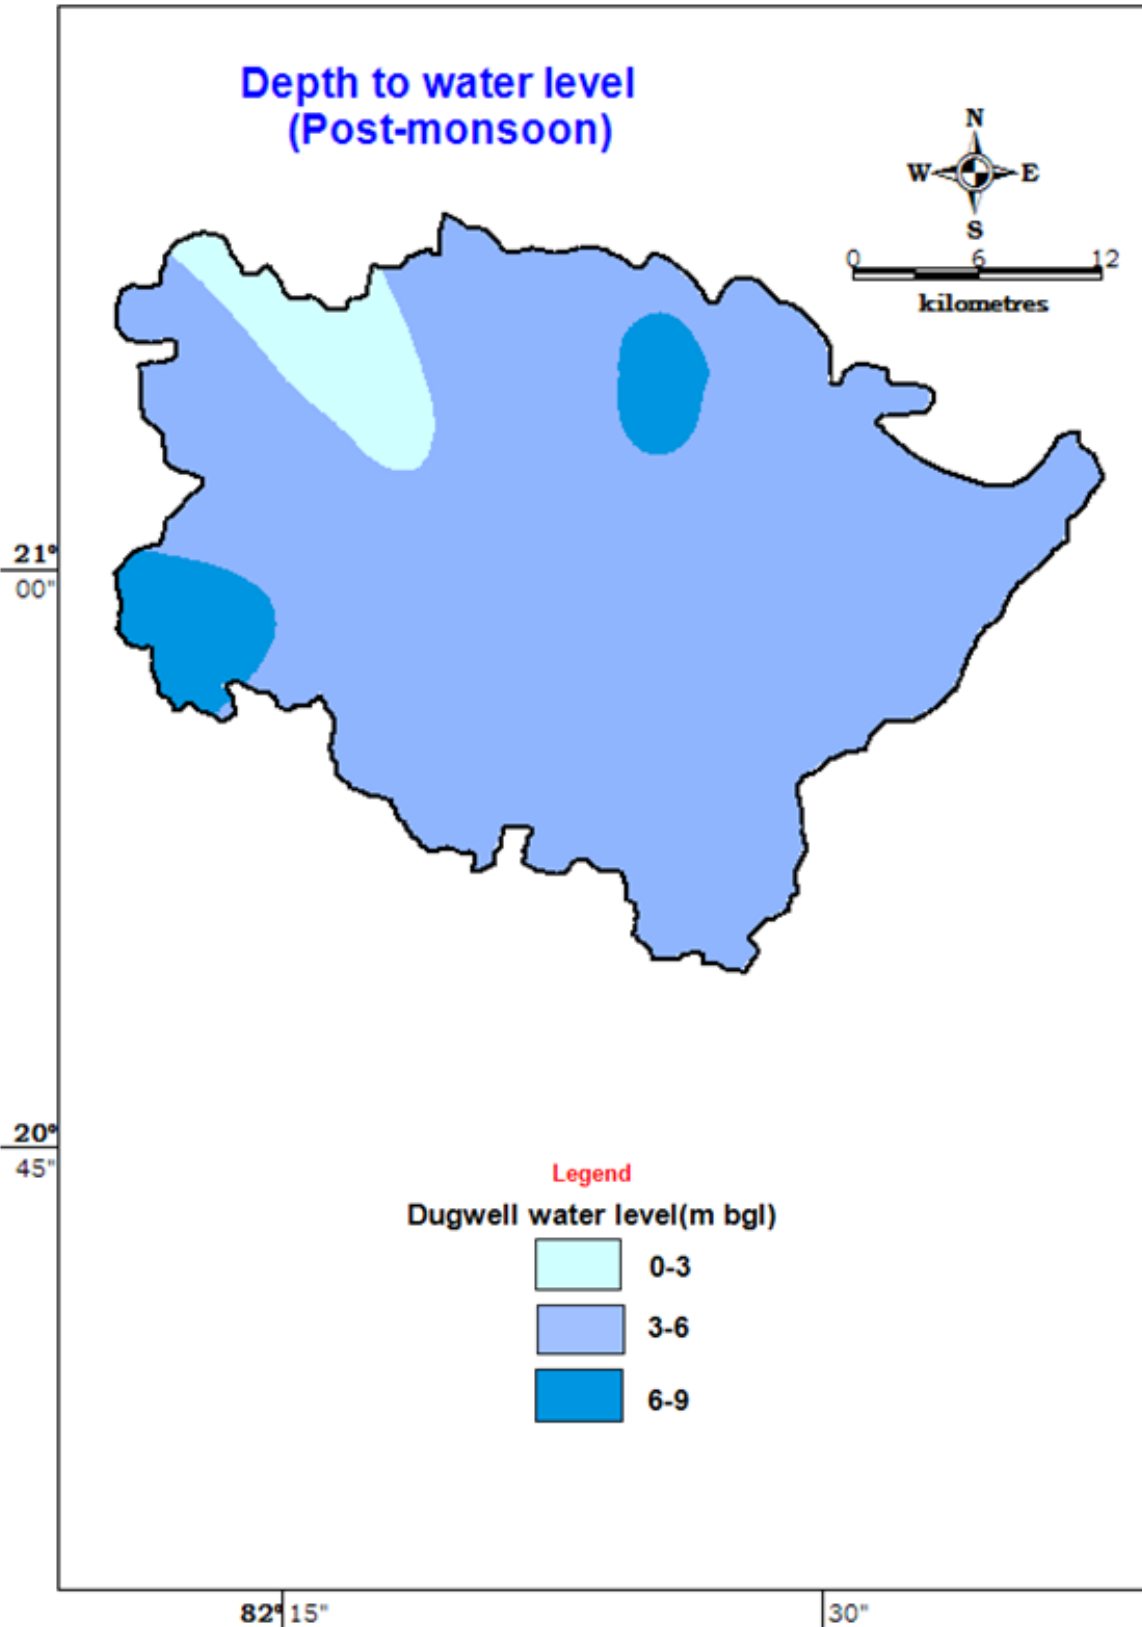 Depth to water level
(Post-monsoon)
N
W E
S
0 6 12
kilometres
21°
00"
20°
45"
Legend
Dugwell water level(m bgl)
0-3
3-6
6-9
82° 15" 30"